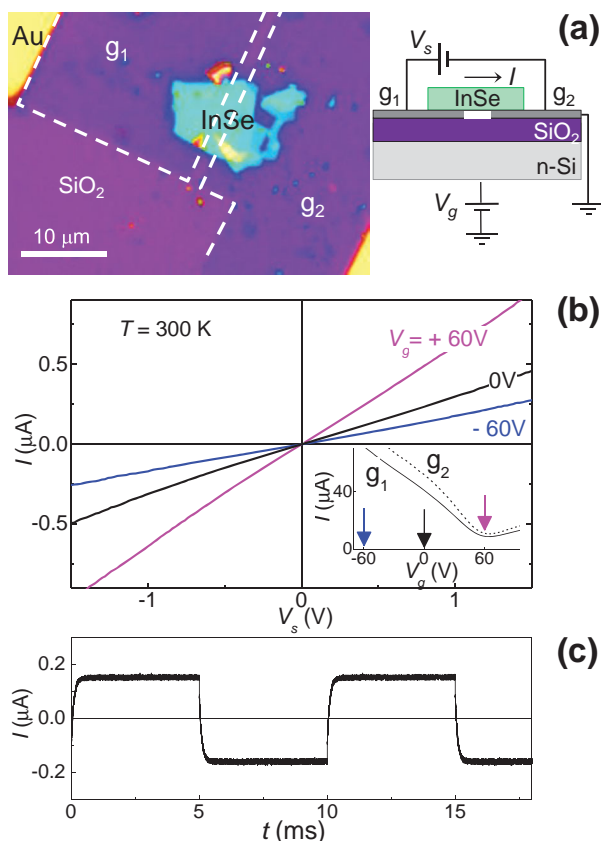 (a)
Au
g1
InSe
SiO2
g2
10 μm
Vs
I
g1
g2
InSe
SiO2
n-Si
Vg
(b)
T = 300 K
Vg= + 60V
0V
- 60V
0.5
0.0
-0.5
I (μA)
-1
0
1
Vs (V)
g1
g2
I (μA)
40
0
-60
0
60
Vg (V)
(c)
0.2
0.0
-0.2
I (μA)
0
5
10
15
t (ms)